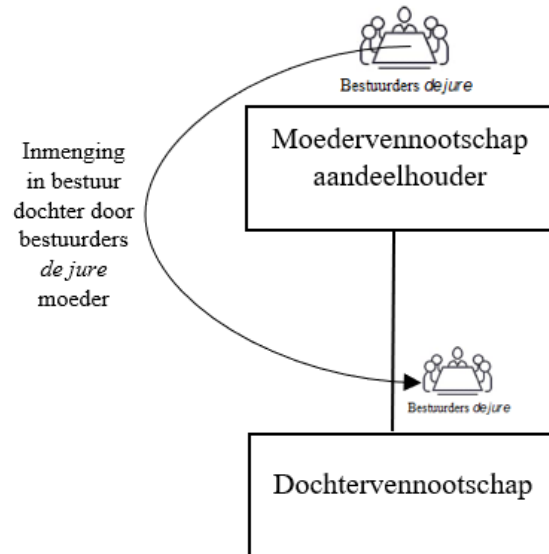 Bestuurders de jure
Moedervennootschap
aandeelhouder
Inmenging
in bestuur
dochter door
bestuurders
de jure
moeder
Bestuurders de jure
Dochtervennootschap